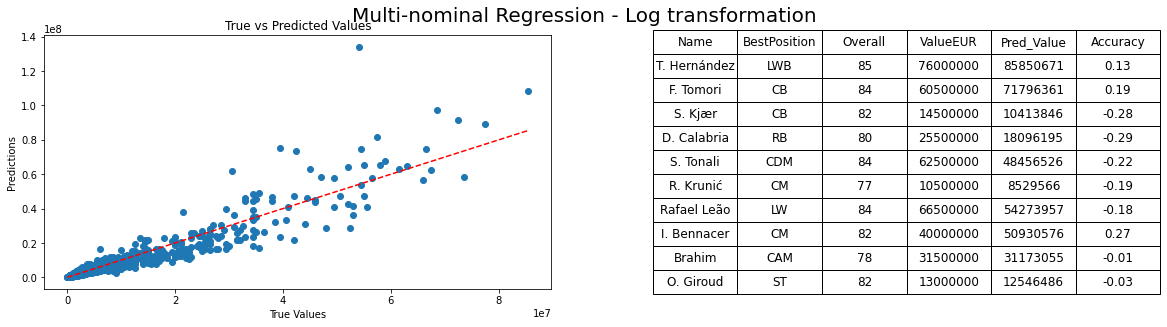 Multi-nominal Regression - Log transformation
True vs Predicted Values
1e8
1.4
1.2
1.0
0.8
0.6
0.4
0.2
0.0
Predictions
0 2 4 6 8
1e7
True Values
Name BestPosition Overall ValueEUR Pred_Value Accuracy
T. Hernández LWB 85 76000000 85850671 0.13
F. Tomori CB 84 60500000 71796361 0.19
S. Kjær CB 82 14500000 10413846 -0.28
D. Calabria RB 80 25500000 18096195 -0.29
S. Tonali CDM 84 62500000 48456526 -0.22
R. Krunić CM 77 10500000 8529566 -0.19
Rafael Leão LW 84 66500000 54273957 -0.18
I. Bennacer CM 82 40000000 50930576 0.27
Brahim CAM 78 31500000 31173055 -0.01
O. Giroud ST 82 13000000 12546486 -0.03